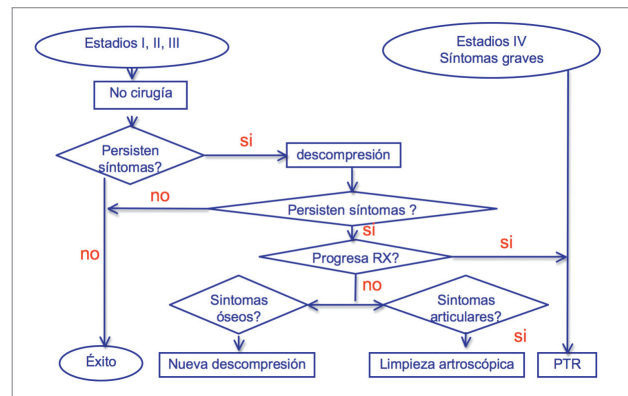 Estadios I, II, III
Estadios IV
Síntomas graves
No cirugía
Persisten
síntomas?
si
descompresión
no
Persisten síntomas ?
si
no
Progresa RX?
si
no
Sintomas
óseos?
Sintomas
articulares?
si
Éxito
Nueva descompresión
Limpieza artroscópica
PTR